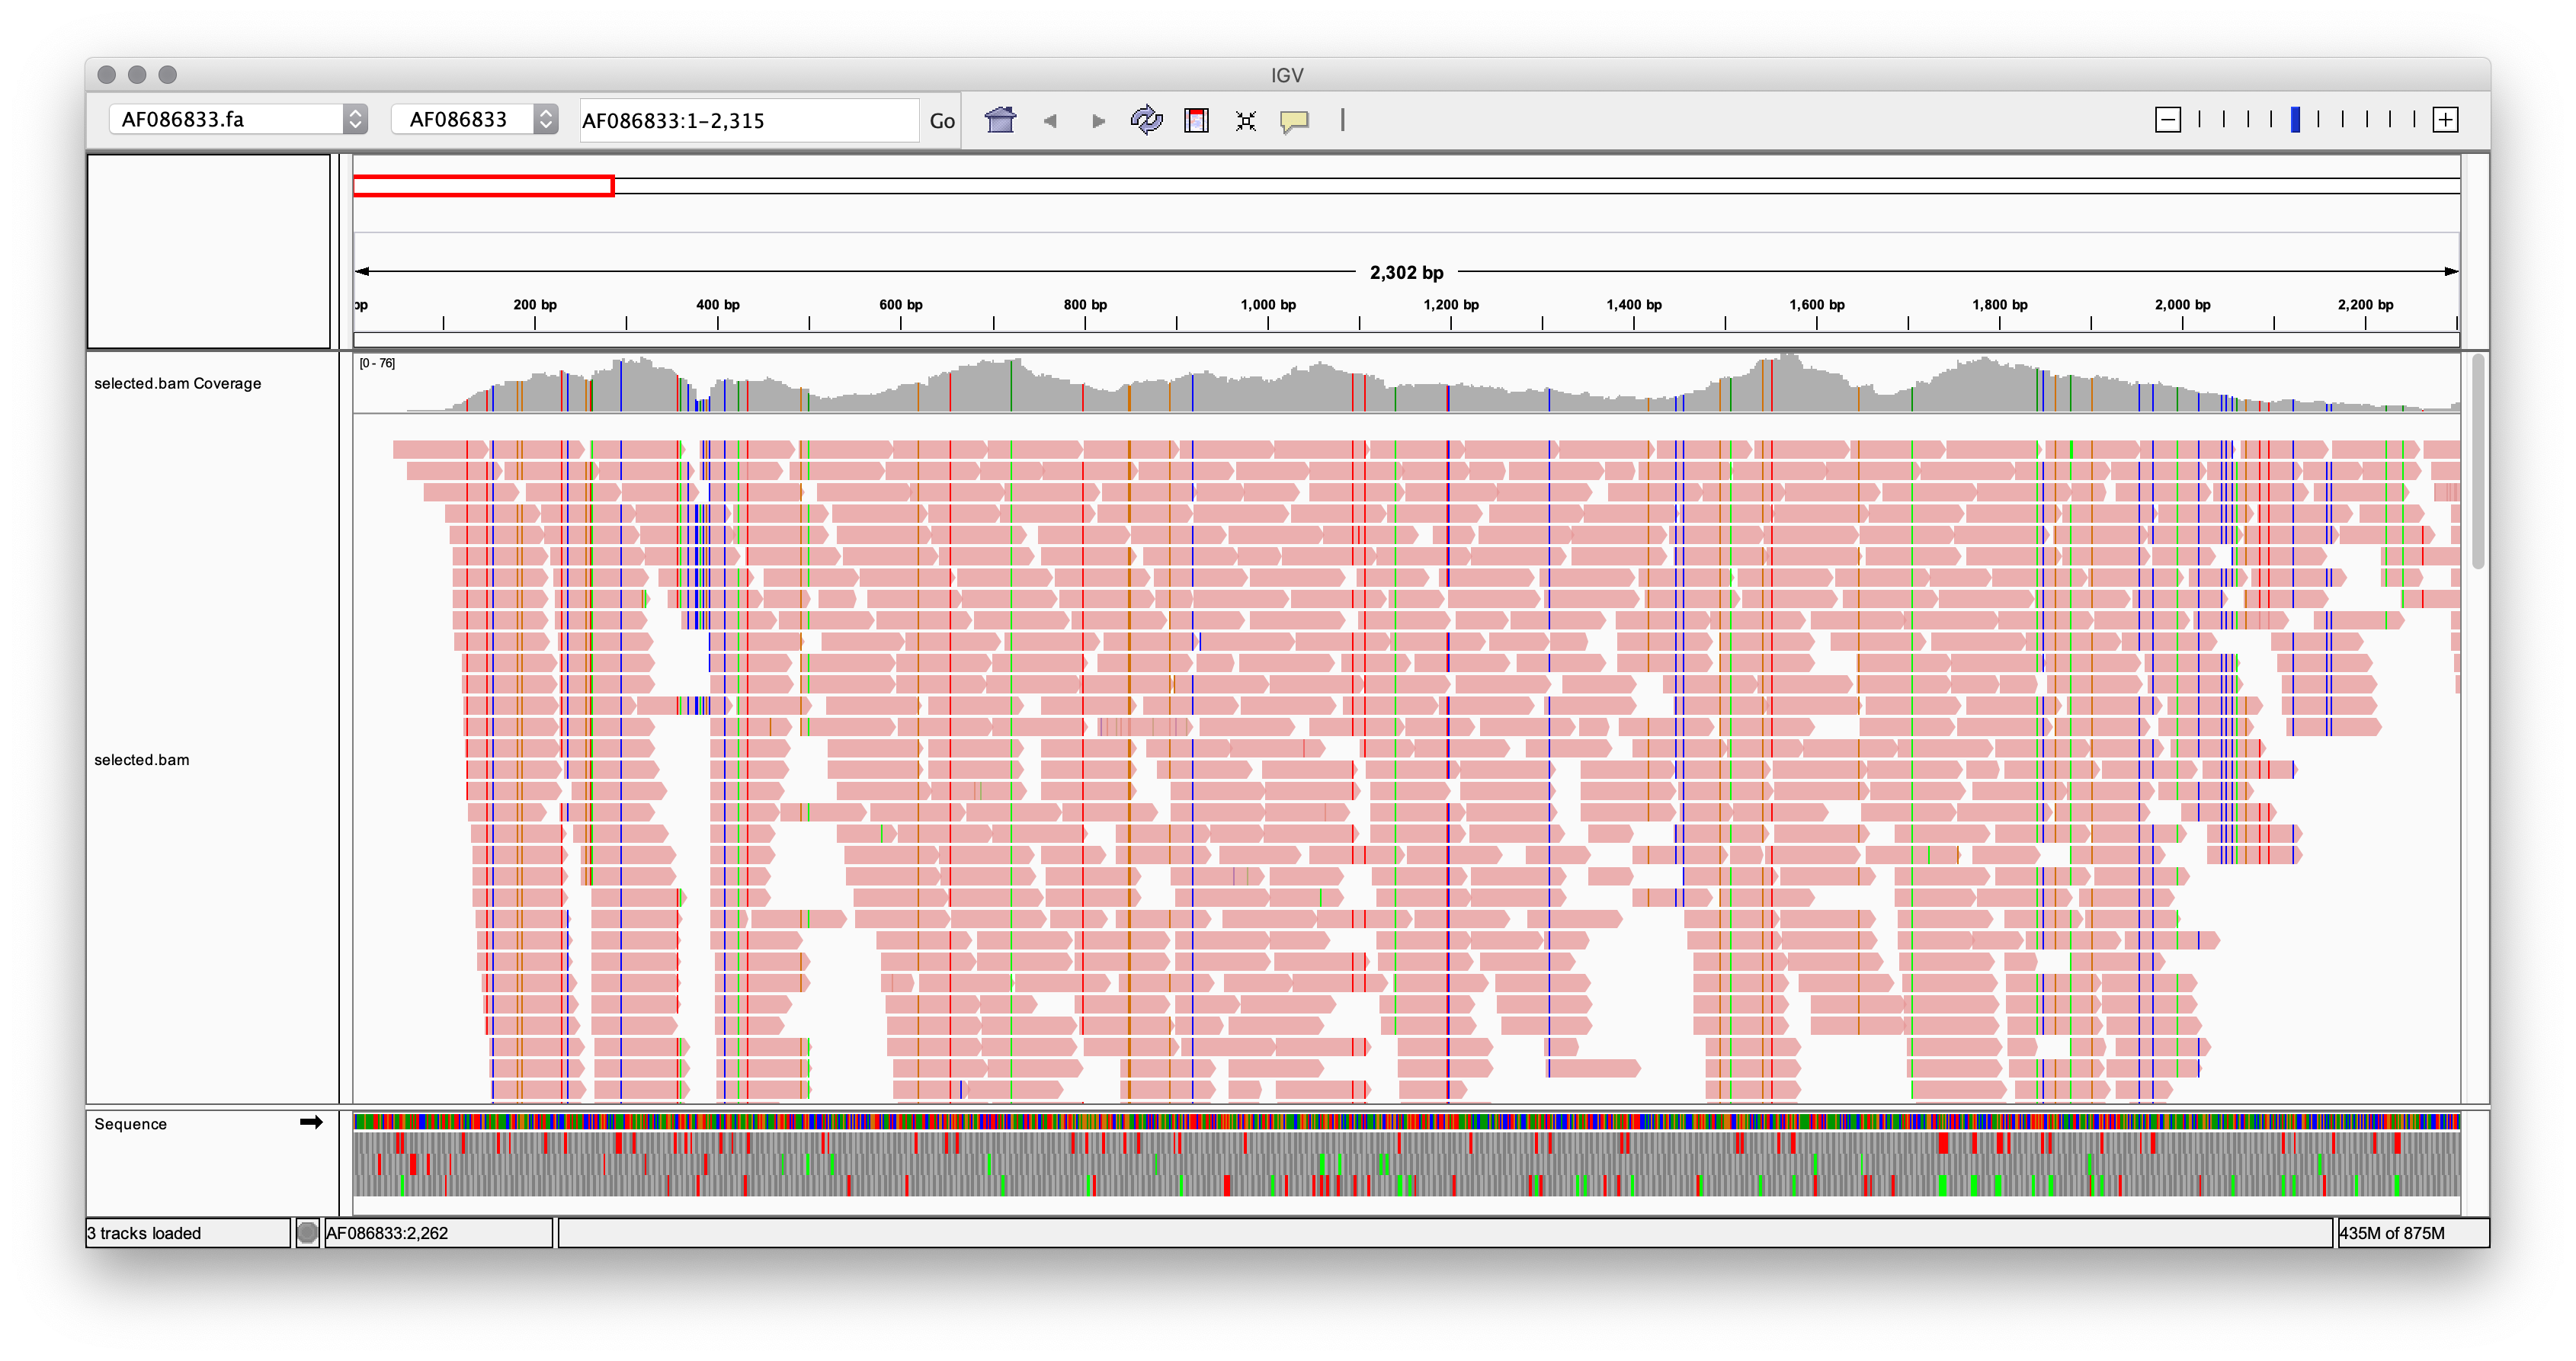 IGV
AF086833.fa AF086833 AF086833:1-2,315 Go
2,302 bp
bp 200 bp 400 bp 600 bp 800 bp 1,000 bp 1,200 bp 1,400 bp 1,600 bp 1,800 bp 2,000 bp 2,200 bp
[0 - 76]
selected.bam Coverage
selected.bam
Sequence
3 tracks loaded AF086833:2,262 435M of 875M